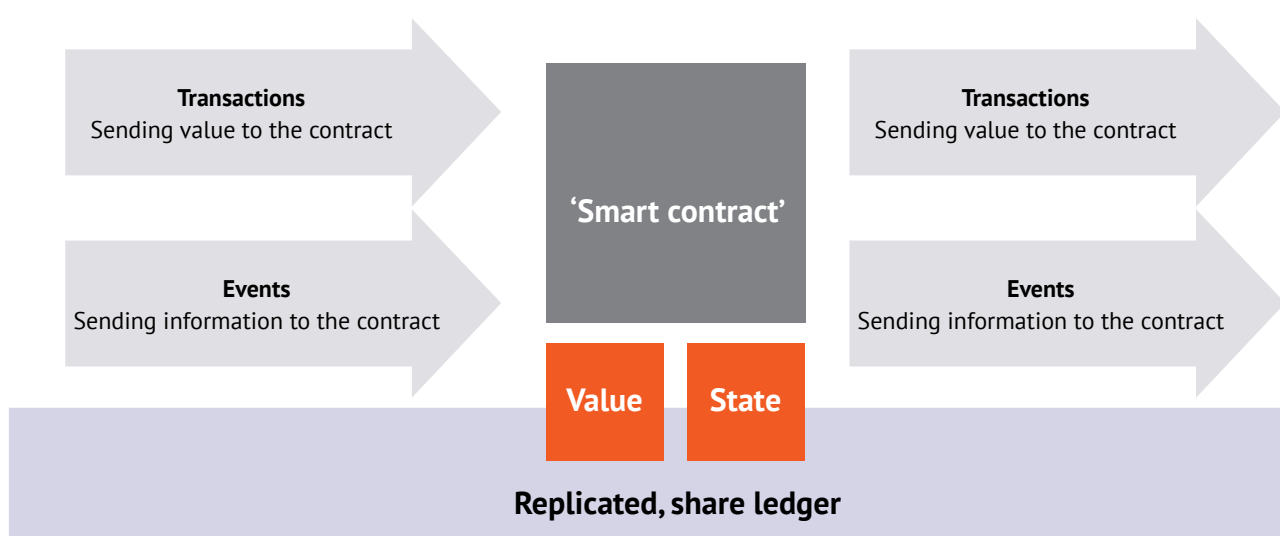 Transactions
Sending value to the contract
Events
Sending information to the contract
‘Smart contract’
Value
State
Transactions
Sending value to the contract
Events
Sending information to the contract
Replicated, share ledger